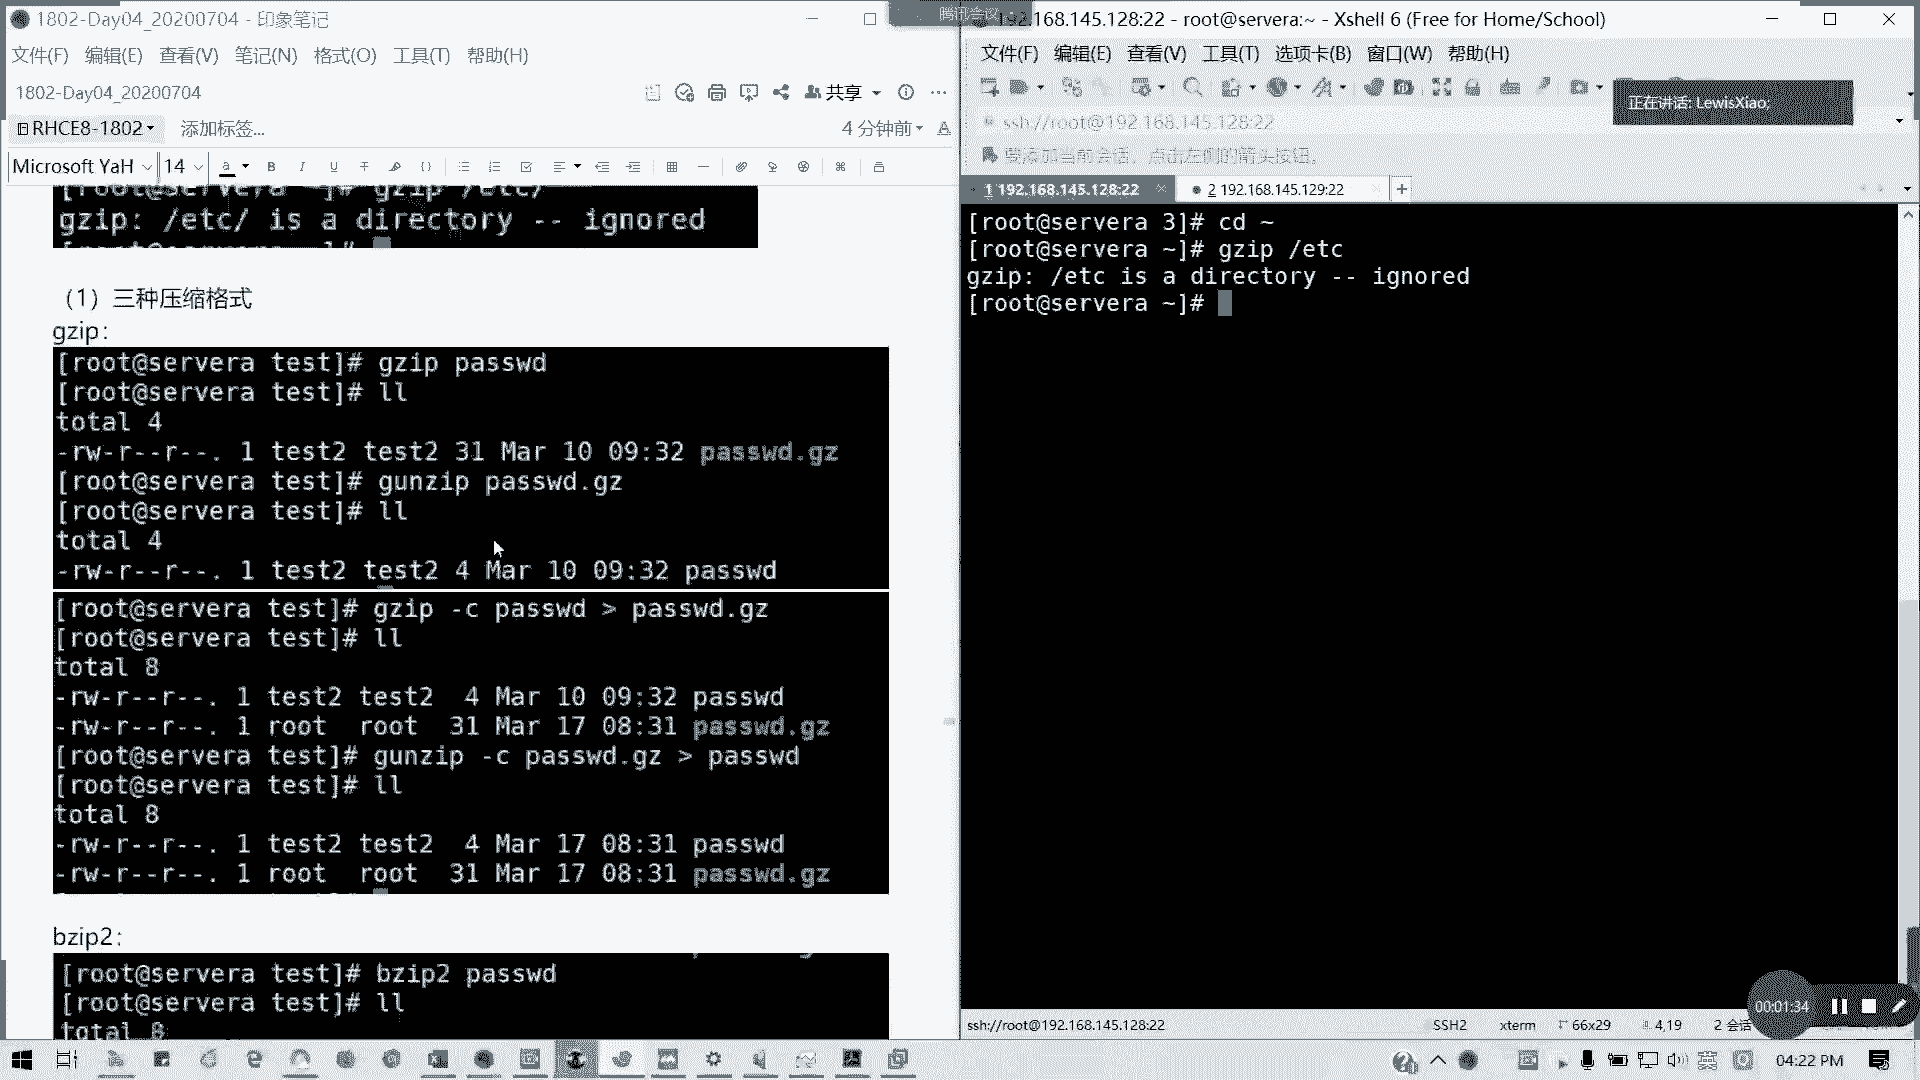 1802-Day04_20200704 - 印象笔记
文件(F) 编辑(E) 查看(V) 笔记(N) 格式(O) 工具(T) 帮助(H)
1802-Day04_20200704
共享
RHCE8-1802 添加标签...
4 分钟前
Microsoft YaH 14
[root@servera ~]# gzip /etc/
gzip: /etc/ is a directory -- ignored
（1）三种压缩格式
gzip:
[root@servera test]# gzip passwd
[root@servera test]# ll
total 4
-rw-r--r--. 1 test2 test2 31 Mar 10 09:32 passwd.gz
[root@servera test]# gunzip passwd.gz
[root@servera test]# ll
total 4
-rw-r--r--. 1 test2 test2 4 Mar 10 09:32 passwd
[root@servera test]# gzip -c passwd > passwd.gz
[root@servera test]# ll
total 8
-rw-r--r--. 1 test2 test2  4 Mar 10 09:32 passwd
-rw-r--r--. 1 root  root  31 Mar 17 08:31 passwd.gz
[root@servera test]# gunzip -c passwd.gz > passwd
[root@servera test]# ll
total 8
-rw-r--r--. 1 test2 test2  4 Mar 17 08:31 passwd
-rw-r--r--. 1 root  root  31 Mar 17 08:31 passwd.gz
bzip2:
[root@servera test]# bzip2 passwd
[root@servera test]# ll
total 8
腾讯会议
192.168.145.128:22 - root@servera:~ - Xshell 6 (Free for Home/School)
文件(F) 编辑(E) 查看(V) 工具(T) 选项卡(B) 窗口(W) 帮助(H)
正在讲话: LewisXiao;
ssh://root@192.168.145.128:22
要添加当前会话，点击左侧的箭头按钮。
1 192.168.145.128:22
2 192.168.145.129:22
[root@servera 3]# cd ~
[root@servera ~]# gzip /etc
gzip: /etc is a directory -- ignored
[root@servera ~]#
00:01:34
ssh://root@192.168.145.128:22 SSH2 xterm 66x29 4,19 2 会话
英
04:22 PM